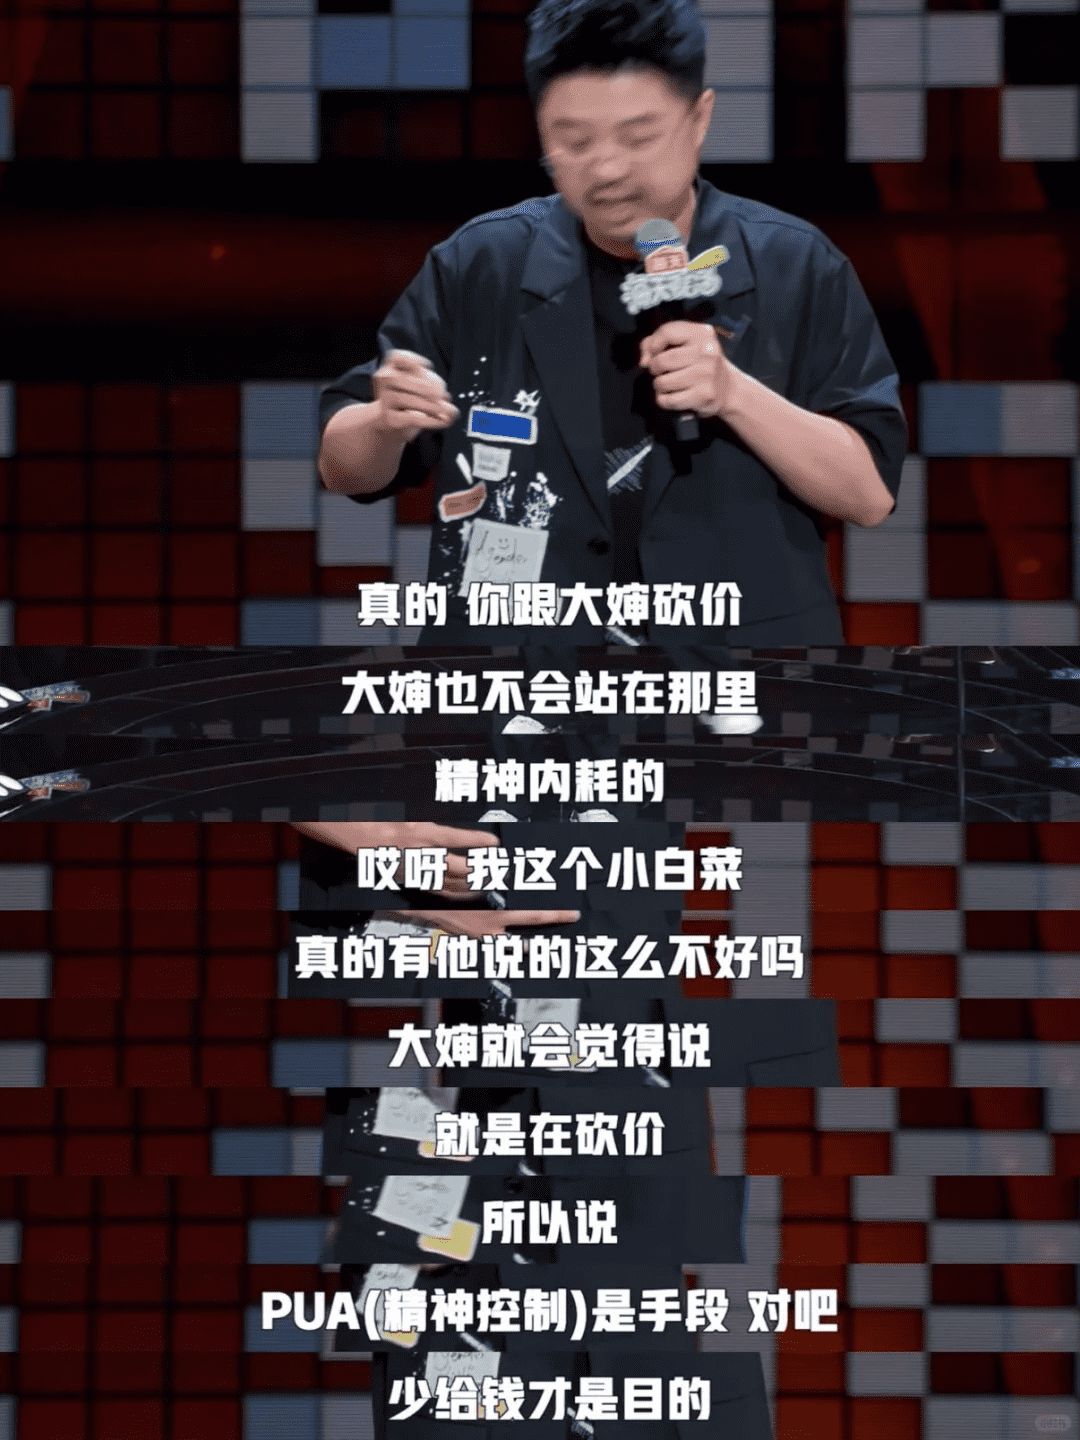 真的 你跟大婶砍价
大婶也不会站在那里
精神内耗的
哎呀 我这个小白菜
真的有他说的这么不好吗
大婶就会觉得说
就是在砍价
所以说
PUA(精神控制)是手段 对吧
少给钱才是目的